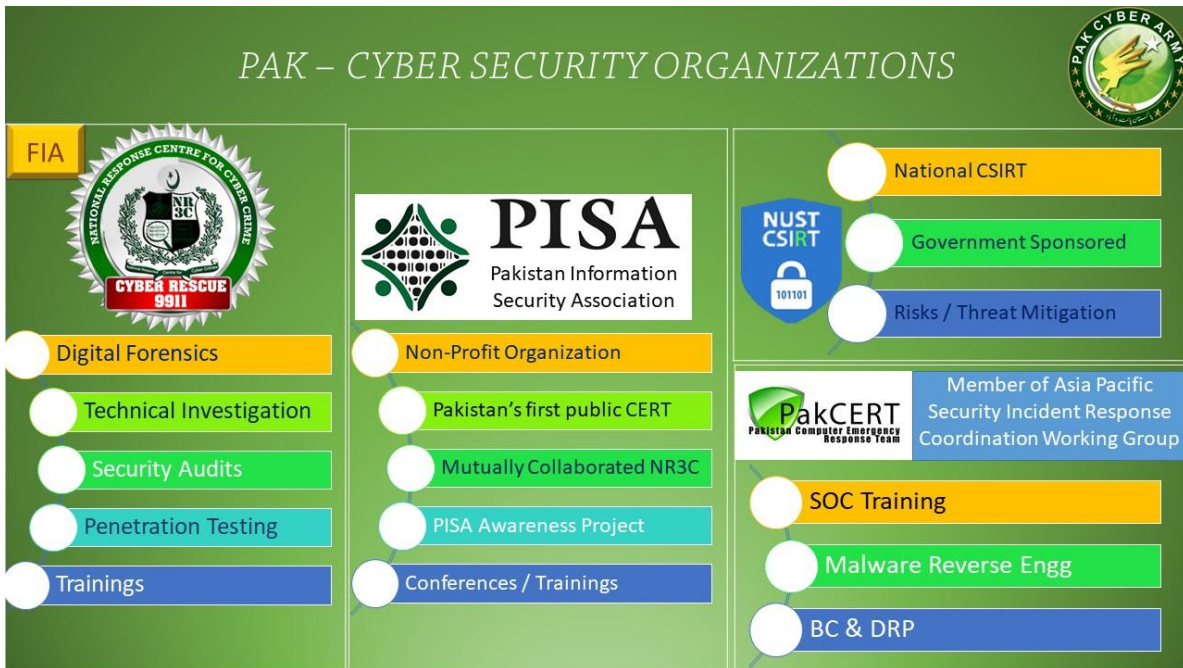 PAK – CYBER SECURITY ORGANIZATIONS
PAK CYBER ARMY
FIA
NATIONAL RESPONSE CENTRE FOR CYBER CRIME
NR
3C
CYBER RESCUE
9911
Digital Forensics
Technical Investigation
Security Audits
Penetration Testing
Trainings
PISA
Pakistan Information
Security Association
Non-Profit Organization
Pakistan’s first public CERT
Mutually Collaborated NR3C
PISA Awareness Project
Conferences / Trainings
NUST
CSIRT
101101
National CSIRT
Government Sponsored
Risks / Threat Mitigation
PakCERT
Pakistan Computer Emergency
Response Team
Member of Asia Pacific
Security Incident Response
Coordination Working Group
SOC Training
Malware Reverse Engg
BC & DRP